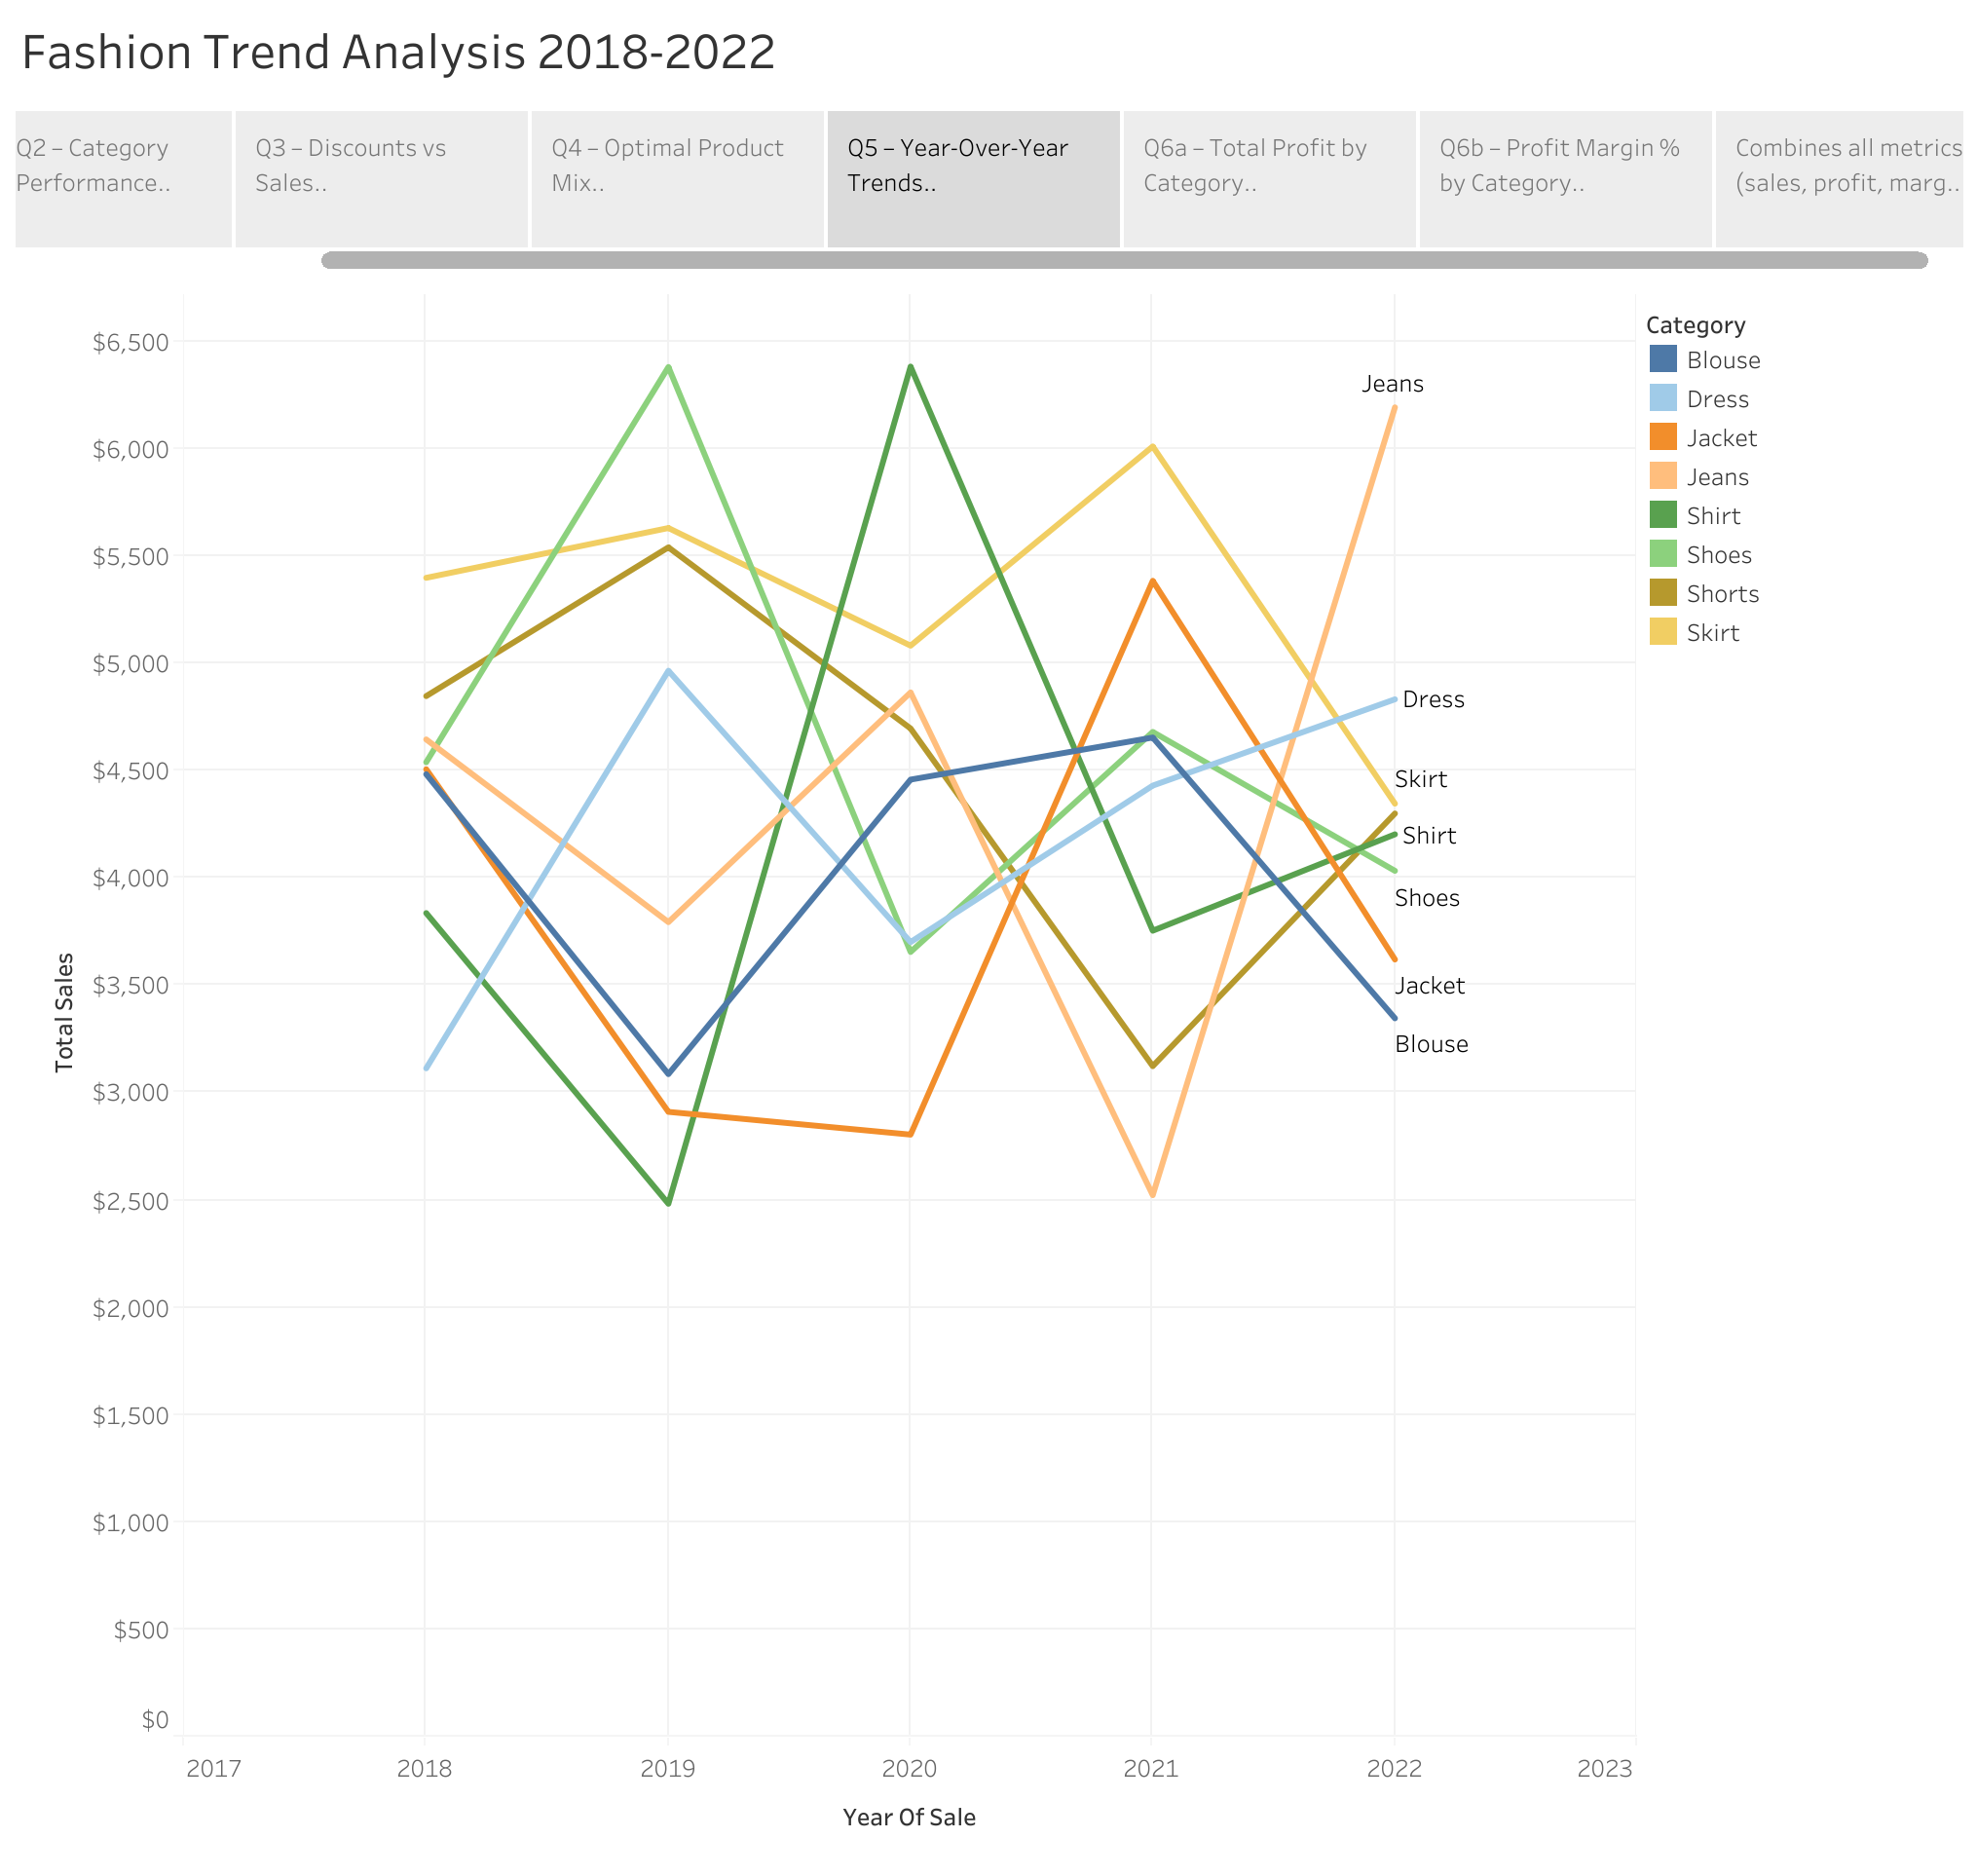 Fashion Trend Analysis 2018-2022
Q2 – Category
Performance..
Q3 – Discounts vs
Sales..
Q4 – Optimal Product
Mix..
Q5 – Year-Over-Year
Trends..
Q6a – Total Profit by
Category..
Q6b – Profit Margin %
by Category..
Combines all metrics
(sales, profit, marg..
Total Sales
$6,500
$6,000
$5,500
$5,000
$4,500
$4,000
$3,500
$3,000
$2,500
$2,000
$1,500
$1,000
$500
$0
Jeans
Dress
Skirt
Shirt
Shoes
Jacket
Blouse
2017
2018
2019
2020
2021
2022
2023
Year Of Sale
Category
Blouse
Dress
Jacket
Jeans
Shirt
Shoes
Shorts
Skirt